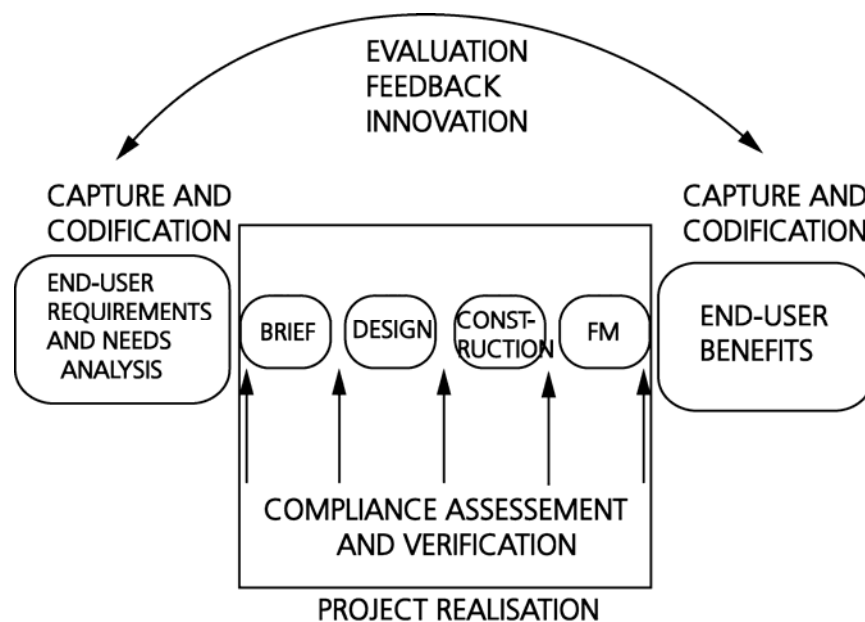 EVALUATION
FEEDBACK
INNOVATION
CAPTURE AND
CODIFICATION
CAPTURE AND
CODIFICATION
END-USER
REQUIREMENTS
AND NEEDS
ANALYSIS
BRIEF
DESIGN
CONST-
RUCTION
FM
END-USER
BENEFITS
COMPLIANCE ASSESSEMENT
AND VERIFICATION
PROJECT REALISATION